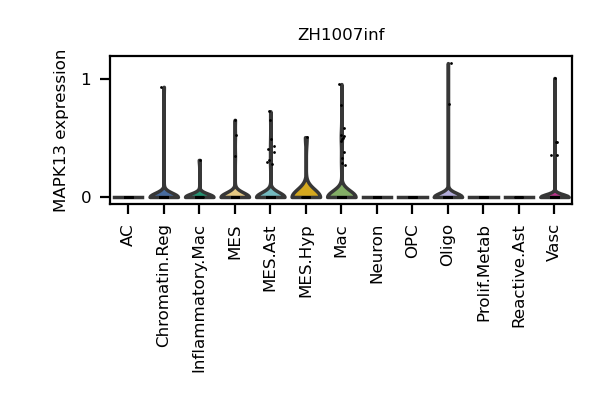 ZH1007inf
MAPK13 expression
1
0
AC
Chromatin.Reg
Inflammatory.Mac
MES
MES.Ast
MES.Hyp
Mac
Neuron
OPC
Oligo
Prolif.Metab
Reactive.Ast
Vasc